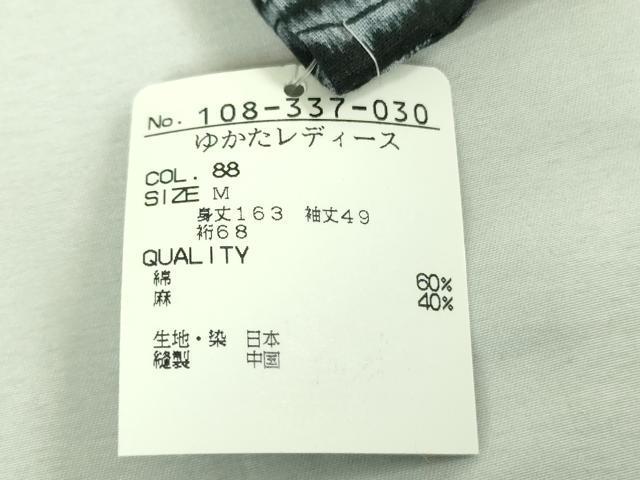 No. 108-337-030
ゆかたレディース
COL. 88
SIZE M
身丈163 袖丈49
裄68
QUALITY
綿 60%
麻 40%
生地・染 日本
縫製 中国